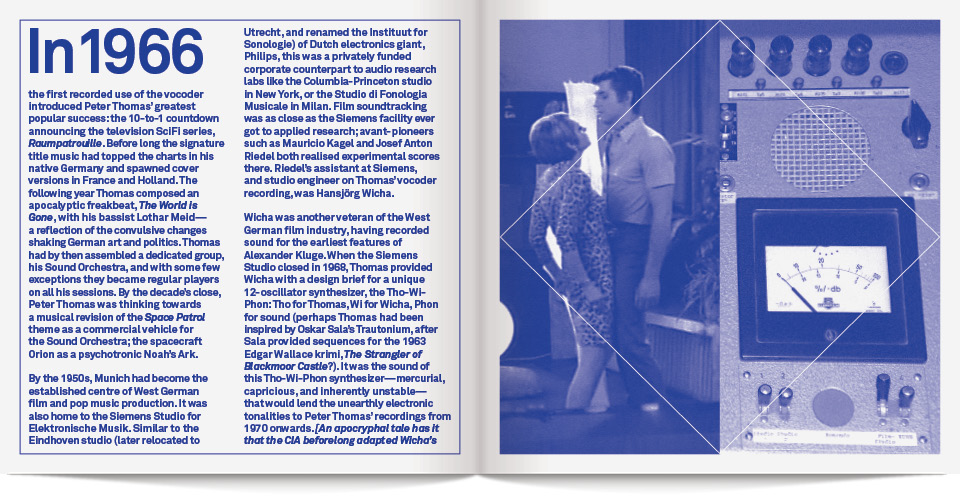 In 1966
the first recorded use of the vocoder
introduced Peter Thomas' greatest
popular success: the 10-to-1 countdown
announcing the television SciFi series,
Raumpatrouille. Before long the signature
title music had topped the charts in his
native Germany and spawned cover
versions in France and Holland. The
following year Thomas composed an
apocalyptic freakbeat, The World is
Gone, with his bassist Lothar Meid—
a reflection of the convulsive changes
shaking German art and politics. Thomas
had by then assembled a dedicated group,
his Sound Orchestra, and with some few
exceptions they became regular players
on all his sessions. By the decade's close,
Peter Thomas was thinking towards
a musical revision of the Space Patrol
theme as a commercial vehicle for
the Sound Orchestra; the spacecraft
Orion as a psychotronic Noah's Ark.
By the 1950s, Munich had become the
established centre of West German
film and pop music production. It was
also home to the Siemens Studio for
Elektronische Musik. Similar to the
Eindhoven studio (later relocated to
Utrecht, and renamed the Instituut for
Sonologie) of Dutch electronics giant,
Philips, this was a privately funded
corporate counterpart to audio research
labs like the Columbia-Princeton studio
in New York, or the Studio di Fonologia
Musicale in Milan. Film soundtracking
was as close as the Siemens facility ever
got to applied research; avant-pioneers
such as Mauricio Kagel and Josef Anton
Riedel both realised experimental scores
there. Riedel's assistant at Siemens,
and studio engineer on Thomas' vocoder
recording, was Hansjörg Wicha.
Wicha was another veteran of the West
German film industry, having recorded
sound for the earliest features of
Alexander Kluge. When the Siemens
Studio closed in 1968, Thomas provided
Wicha with a design brief for a unique
12-oscillator synthesizer, the Tho-Wi-
Phon: Tho for Thomas, Wi for Wicha, Phon
for sound (perhaps Thomas had been
inspired by Oskar Sala's Trautonium, after
Sala provided sequences for the 1963
Edgar Wallace krimi, The Strangler of
Blackmoor Castle?). It was the sound of
this Tho-Wi-Phon synthesizer—mercurial,
capricious, and inherently unstable—
that would lend the unearthly electronic
tonalities to Peter Thomas' recordings from
1970 onwards. [An apocryphal tale has it
that the CIA beforelong adapted Wicha's
%/·db
1 2